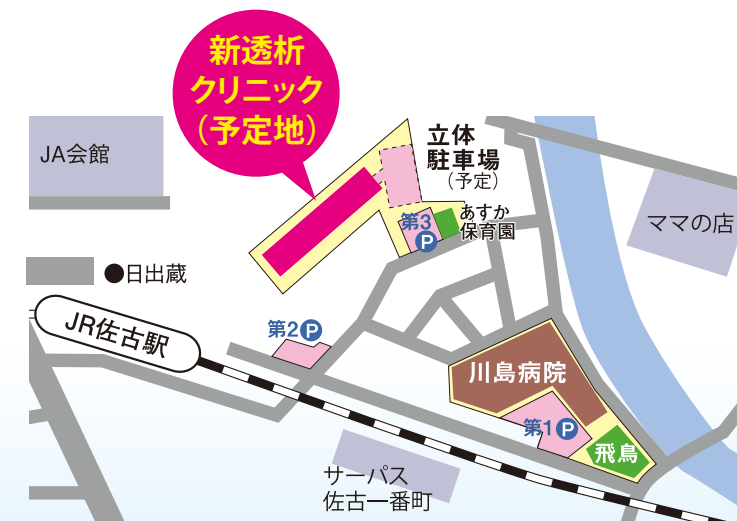 新透析
クリニック
（予定地）
JA会館
立体
駐車場
（予定）
第3 P
あすか
保育園
ママの店
●日出蔵
JR佐古駅
第2 P
川島病院
第1 P
飛鳥
サーパス
佐古一番町